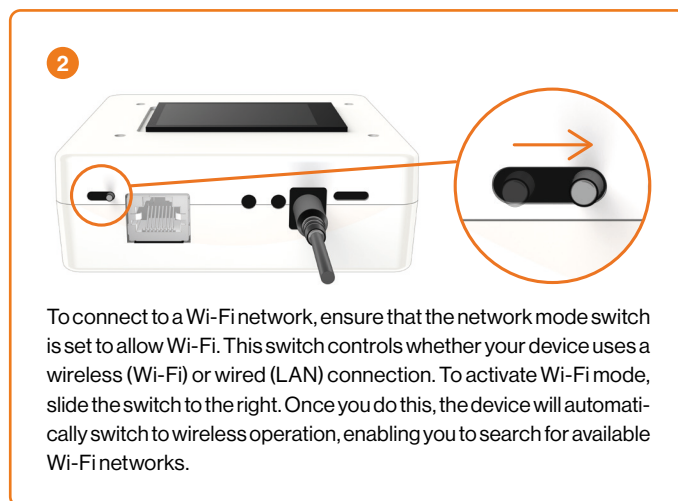 2
To connect to a Wi-Fi network, ensure that the network mode switch
is set to allow Wi-Fi. This switch controls whether your device uses a
wireless (Wi-Fi) or wired (LAN) connection. To activate Wi-Fi mode,
slide the switch to the right. Once you do this, the device will automati-
cally switch to wireless operation, enabling you to search for available
Wi-Fi networks.